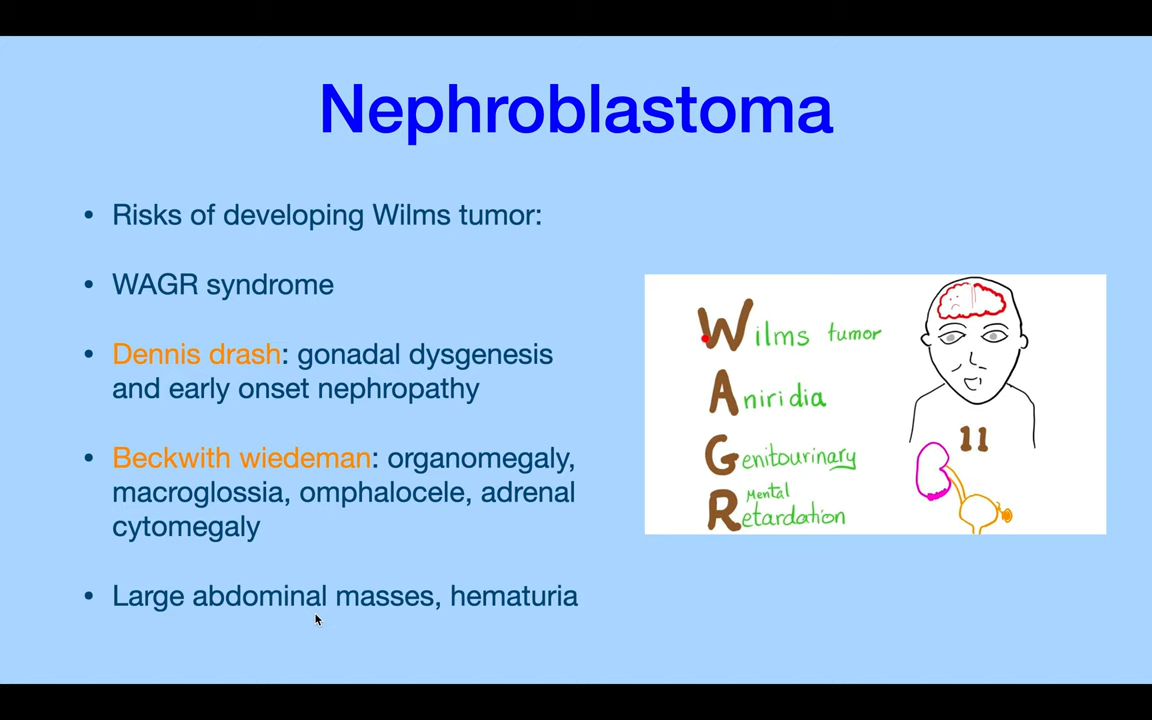 Nephroblastoma
• Risks of developing Wilms tumor:
• WAGR syndrome
• Dennis drash: gonadal dysgenesis
and early onset nephropathy
• Beckwith wiedeman: organomegaly,
macroglossia, omphalocele, adrenal
cytomegaly
• Large abdominal masses, hematuria
Wilms tumor
Aniridia
Genitourinary
Mental
Retardation
11